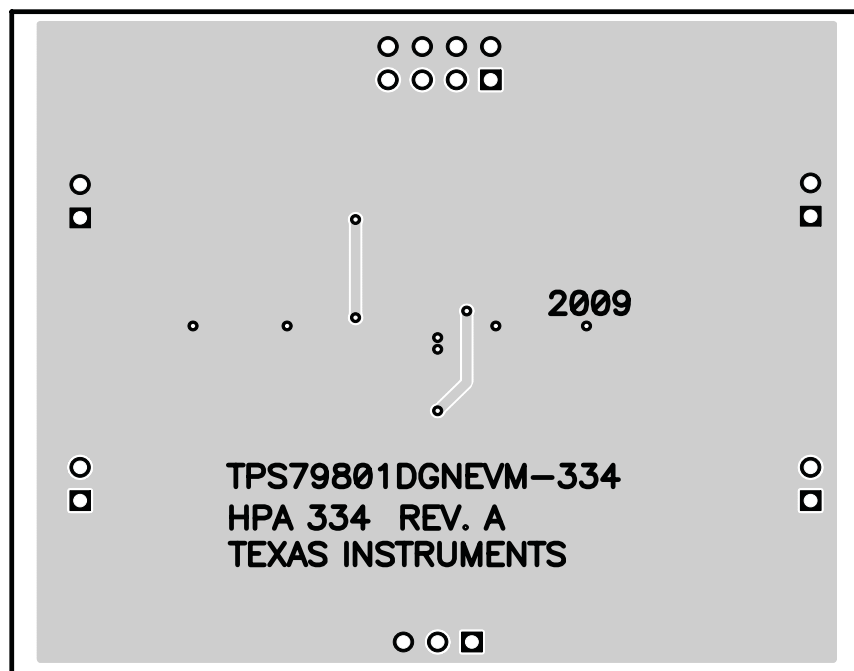 2009
TPS79801DGNEVM-334
HPA 334 REV. A
TEXAS INSTRUMENTS